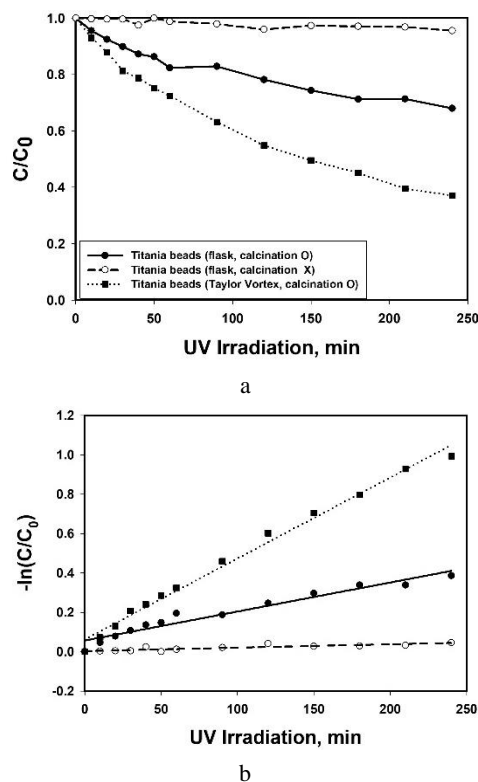 1.0
0.8
0.6
0.4
0.2
0.0
C/C0
Titania beads (flask, calcination O)
Titania beads (flask, calcination X)
Titania beads (Taylor Vortex, calcination O)
0 50 100 150 200 250
UV Irradiation, min
a
1.2
1.0
0.8
0.6
0.4
0.2
0.0
-0.2
-ln(C/C0)
0 50 100 150 200 250
UV Irradiation, min
b